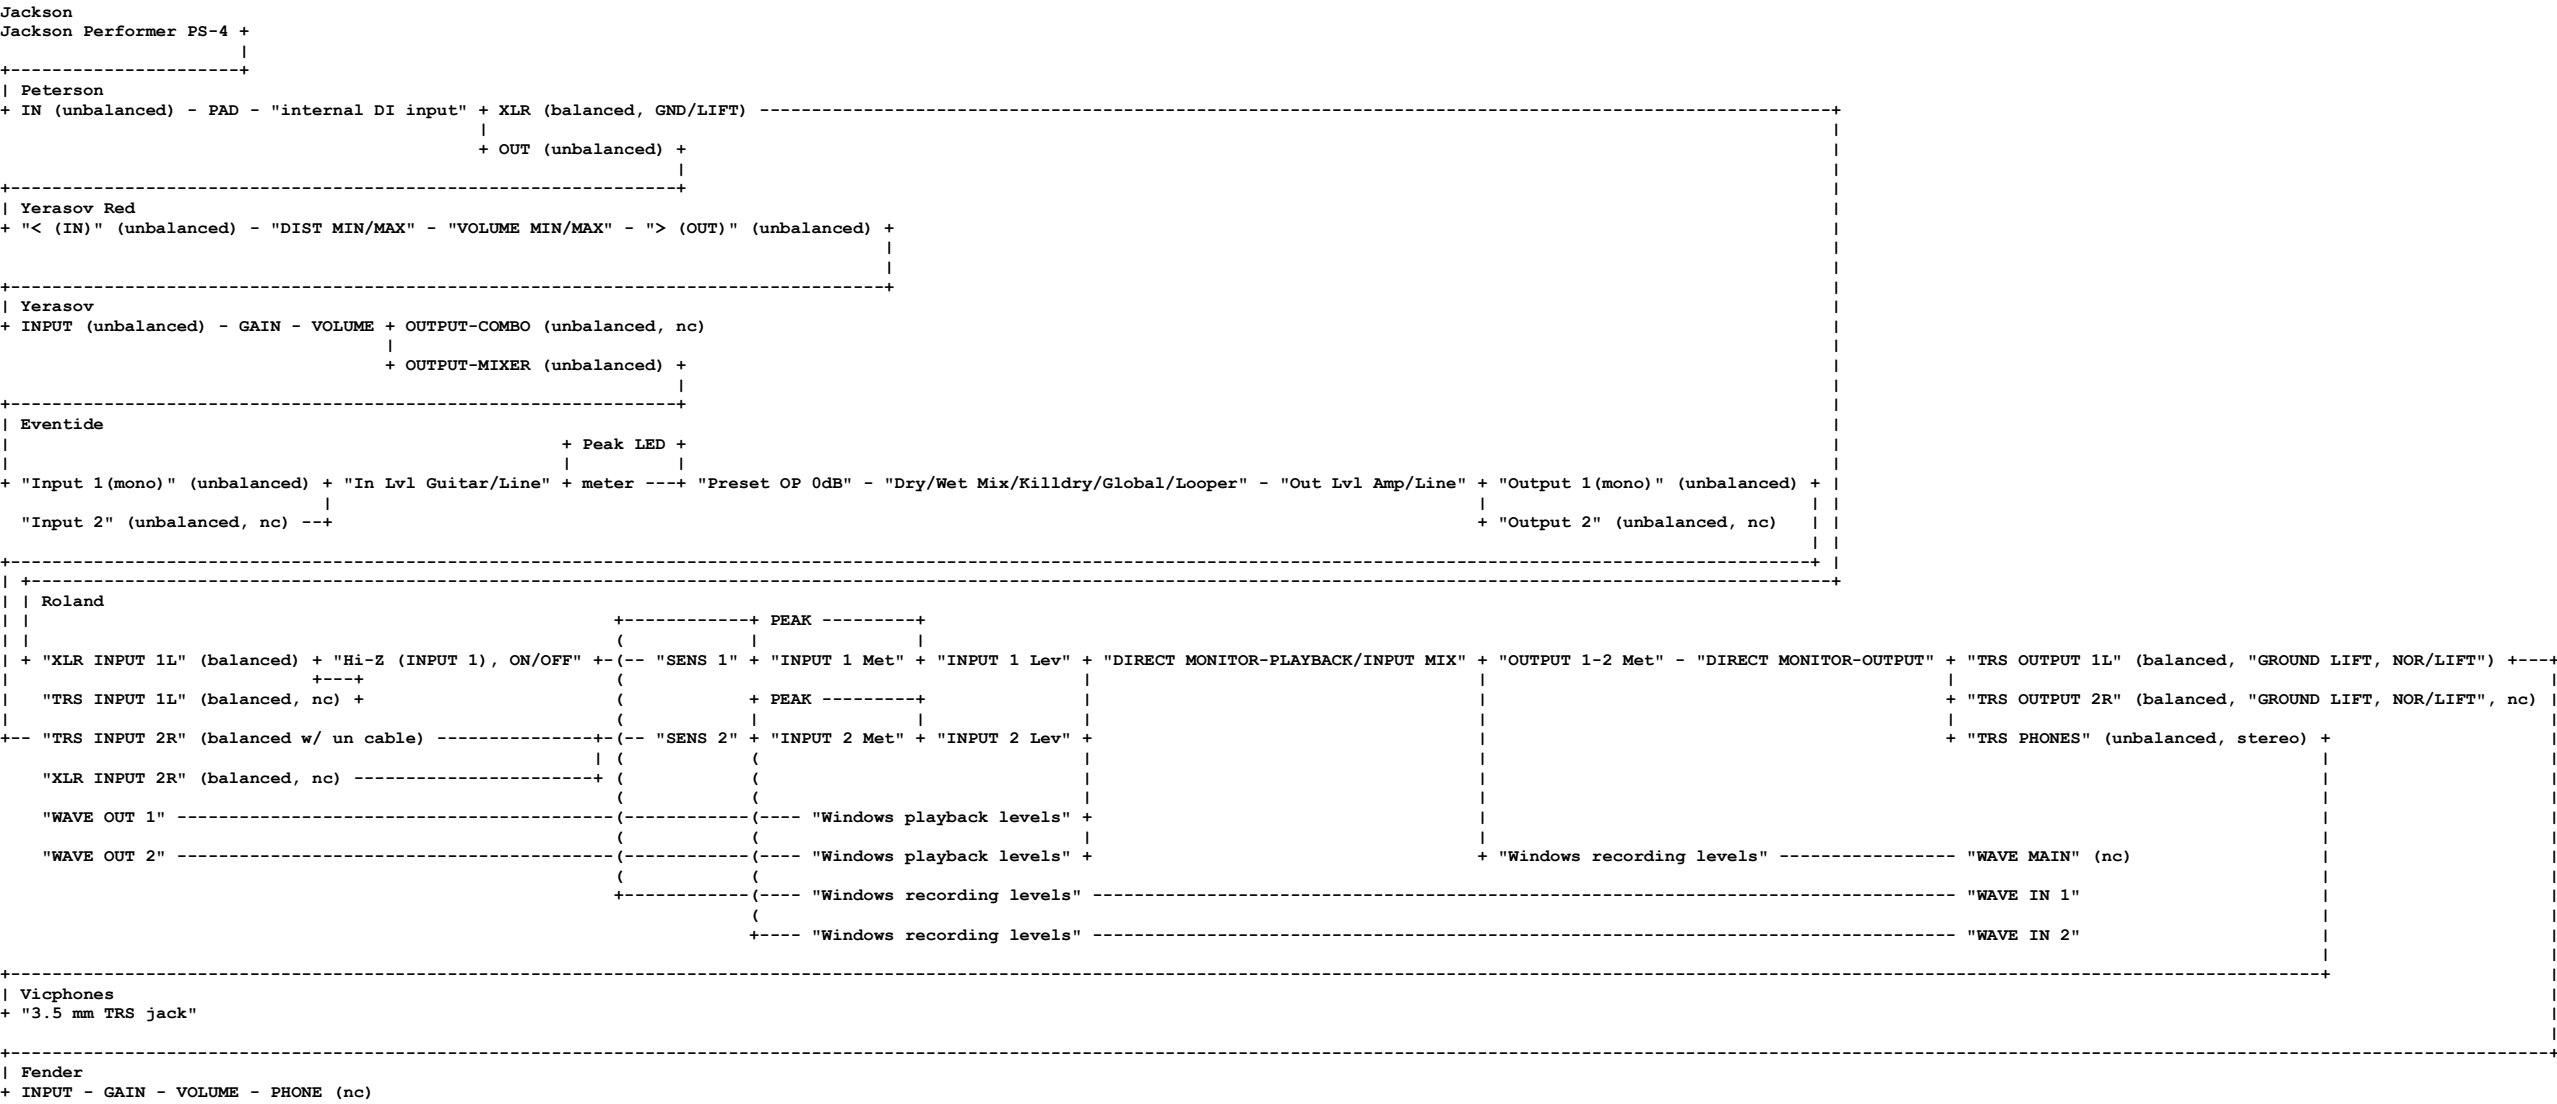 Jackson
Jackson Performer PS-4
Peterson
IN (unbalanced) - PAD - "internal DI input" + XLR (balanced, GND/LIFT)
OUT (unbalanced)
Yerasov Red
"< (IN)" (unbalanced) - "DIST MIN/MAX" - "VOLUME MIN/MAX" - "> (OUT)" (unbalanced)
Yerasov
INPUT (unbalanced) - GAIN - VOLUME + OUTPUT-COMBO (unbalanced, nc)
OUTPUT-MIXER (unbalanced)
Eventide
Peak LED
"Input 1(mono)" (unbalanced) + "In Lvl Guitar/Line" + meter ---+ "Preset OP 0dB" - "Dry/Wet Mix/Killdry/Global/Looper" - "Out Lvl Amp/Line" + "Output 1(mono)" (unbalanced)
"Input 2" (unbalanced, nc) --+ + "Output 2" (unbalanced, nc)
Roland
PEAK
"XLR INPUT 1L" (balanced) + "Hi-Z (INPUT 1), ON/OFF" +-(-- "SENS 1" + "INPUT 1 Met" + "INPUT 1 Lev" + "DIRECT MONITOR-PLAYBACK/INPUT MIX" + "OUTPUT 1-2 Met" - "DIRECT MONITOR-OUTPUT" + "TRS OUTPUT 1L" (balanced, "GROUND LIFT, NOR/LIFT")
"TRS INPUT 1L" (balanced, nc) + PEAK + "TRS OUTPUT 2R" (balanced, "GROUND LIFT, NOR/LIFT", nc)
"TRS INPUT 2R" (balanced w/ un cable) ---------------+-(-- "SENS 2" + "INPUT 2 Met" + "INPUT 2 Lev" + "TRS PHONES" (unbalanced, stereo)
"XLR INPUT 2R" (balanced, nc)
"WAVE OUT 1" "Windows playback levels"
"WAVE OUT 2" "Windows playback levels" + "Windows recording levels" ----------------- "WAVE MAIN" (nc)
"Windows recording levels" "WAVE IN 1"
"Windows recording levels" "WAVE IN 2"
Vicphones
"3.5 mm TRS jack"
Fender
INPUT - GAIN - VOLUME - PHONE (nc)